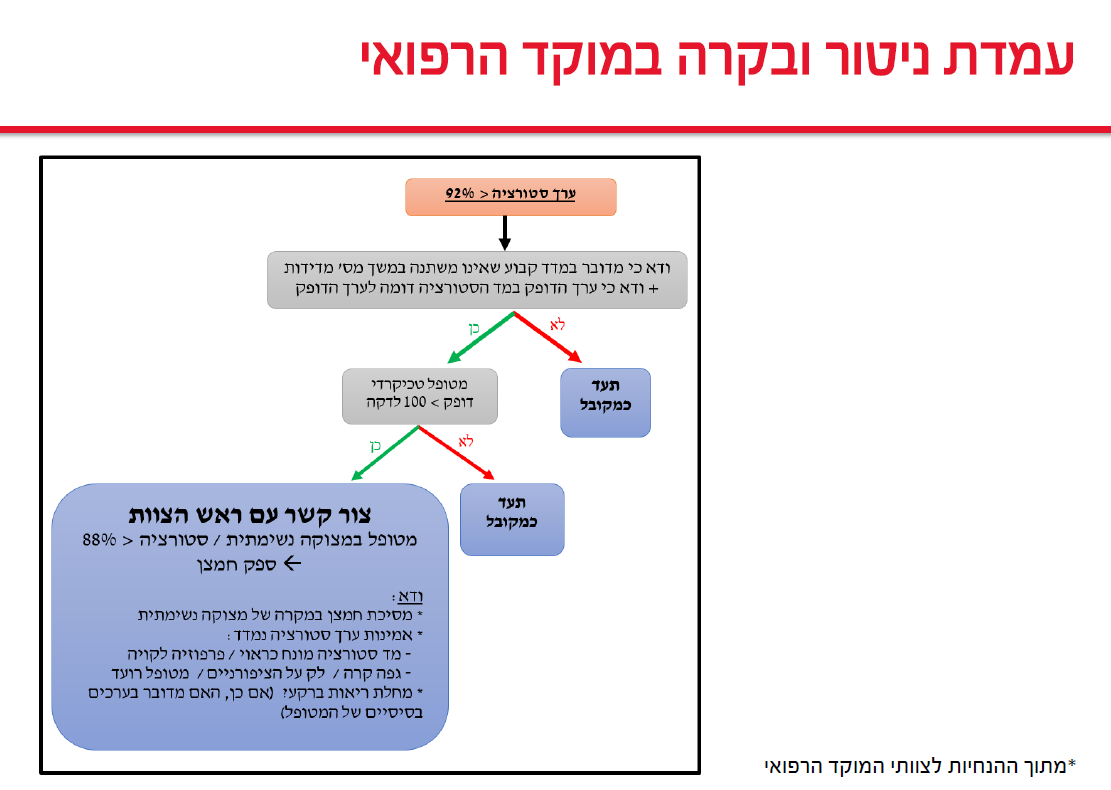 עמדת ניטור ובקרה במוקד הרפואי
ערך סטורציה < 92%
ודא כי מדובר במדד קבוע שאינו משתנה במשך מס' מדידות
+ ודא כי ערך הדופק במד הסטורציה דומה לערך הדופק
כן
לא
מטופל טכיקרדי
דופק > 100 לדקה
תעד
כמקובל
כן
לא
צור קשר עם ראש הצוות
מטופל במצוקה נשימתית / סטורציה < 88%
← ספק חמצן
ודא:
* מסיכת חמצן במקרה של מצוקה נשימתית
* אמינות ערך סטורציה נמדד:
- מד סטורציה מונח כראוי / פרפוזיה לקויה
- גפה קרה / לק על הציפורניים / מטופל רועד
* מחלת ריאות ברקע? (אם כן, האם מדובר בערכים
בסיסיים של המטופל)
תעד
כמקובל
*מתוך ההנחיות לצוותי המוקד הרפואי